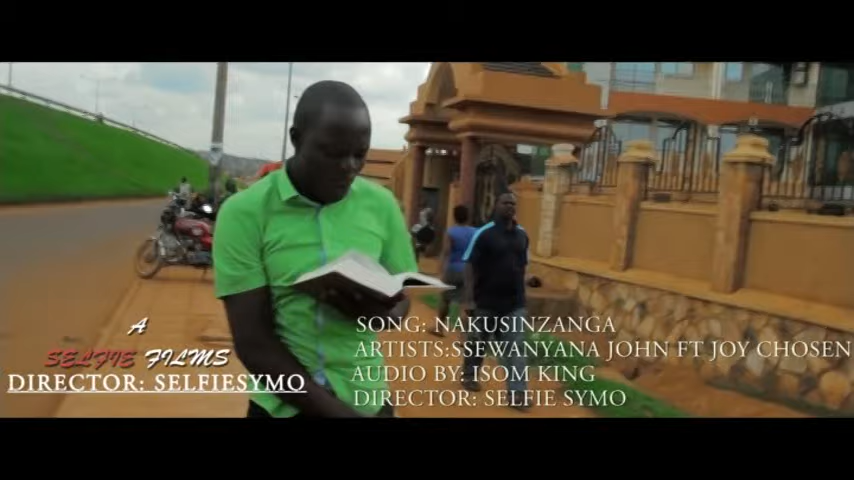 A
SELFIE FILMS
DIRECTOR: SELFIESYMO
SONG: NAKUSINZANGA
ARTISTS:SSEWANYANA JOHN FT JOY CHOSEN
AUDIO BY: ISOM KING
DIRECTOR: SELFIE SYMO